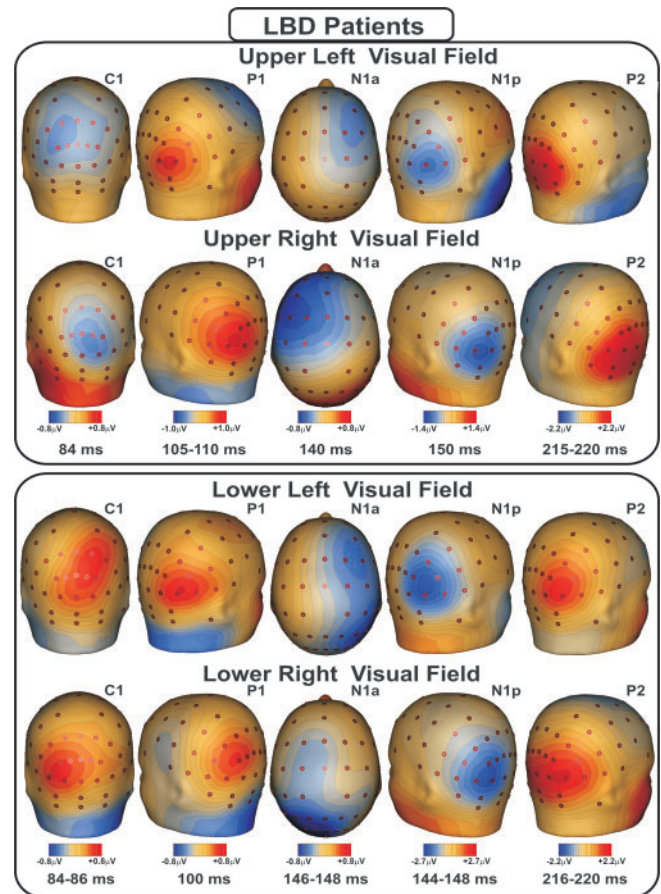 LBD Patients
Upper Left Visual Field
C1 P1 N1a N1p P2
Upper Right Visual Field
C1 P1 N1a N1p P2
-0.8µV +0.8µV -1.0µV +1.0µV -0.8µV +0.8µV -1.4µV +1.4µV -2.2µV +2.2µV
84 ms 105-110 ms 140 ms 150 ms 215-220 ms
Lower Left Visual Field
C1 P1 N1a N1p P2
Lower Right Visual Field
C1 P1 N1a N1p P2
-0.8µV +0.8µV -0.8µV +0.8µV -0.8µV +0.8µV -2.7µV +2.7µV -2.2µV +2.2µV
84-86 ms 100 ms 146-148 ms 144-148 ms 216-220 ms